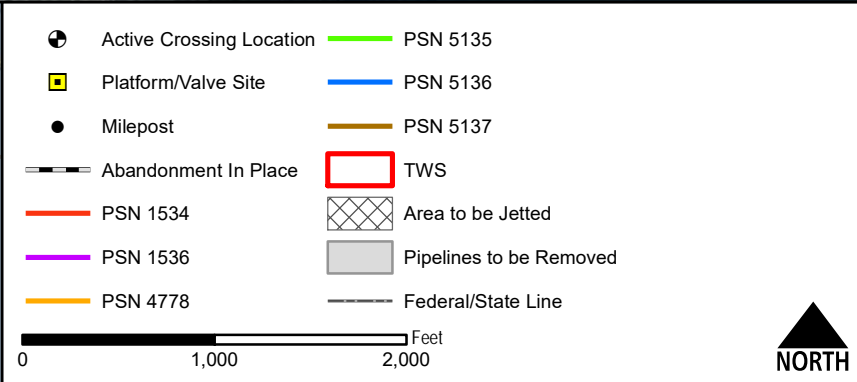 Active Crossing Location
Platform/Valve Site
Milepost
Abandonment In Place
PSN 1534
PSN 1536
PSN 4778
PSN 5135
PSN 5136
PSN 5137
TWS
Area to be Jetted
Pipelines to be Removed
Federal/State Line
Feet
0 1,000 2,000
NORTH